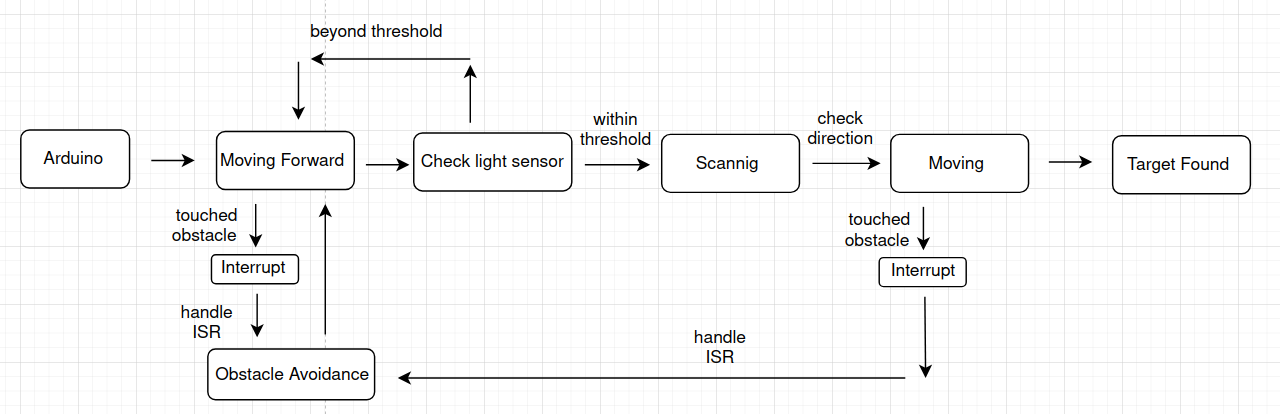 beyond threshold
Arduino
Moving Forward
Check light sensor
within
threshold
Scannig
check
direction
Moving
Target Found
touched
obstacle
Interrupt
handle
ISR
Obstacle Avoidance
touched
obstacle
Interrupt
handle
ISR